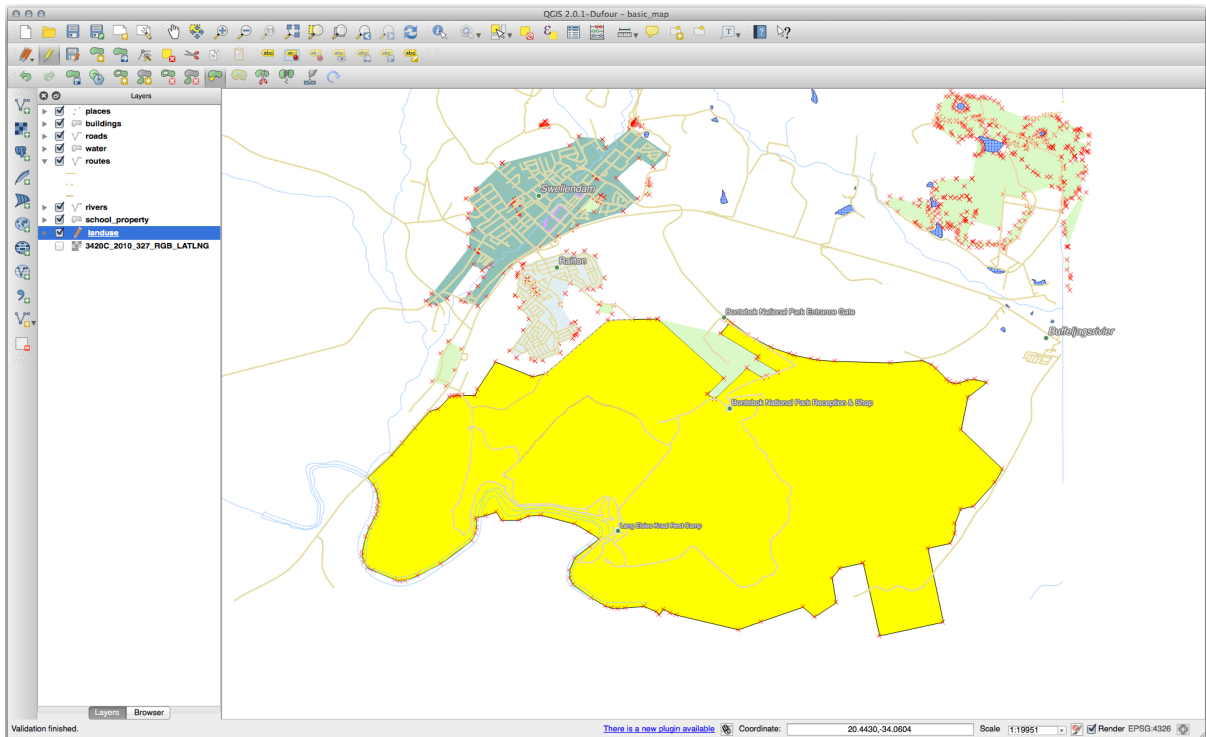 QGIS 2.0.1-Dufour - basic_map
Layers
places
buildings
roads
water
routes
rivers
school_property
landuse
3420C_2010_327_RGB_LATLNG
Swellendam
Railton
Bontebok National Park Entrance Gate
Buffeljagsrivier
Bontebok National Park Reception & Shop
Lang Elsies Kraal Rest Camp
Layers Browser
Validation finished. There is a new plugin available Coordinate: 20.4430,-34.0604 Scale 1:19951 Render EPSG:4326